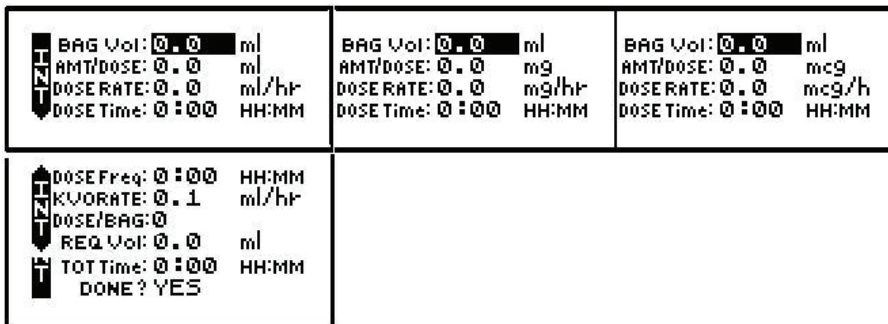 INT
BAG Vol: 0.0 ml
AMT/DOSE: 0.0 ml
DOSE RATE: 0.0 ml/hr
DOSE Time: 0:00 HH:MM
BAG Vol: 0.0 ml
AMT/DOSE: 0.0 mg
DOSE RATE: 0.0 mg/hr
DOSE Time: 0:00 HH:MM
BAG Vol: 0.0 ml
AMT/DOSE: 0.0 mcg
DOSE RATE: 0.0 mcg/h
DOSE Time: 0:00 HH:MM
INT
DOSE Freq: 0:00 HH:MM
KVORATE: 0.1 ml/hr
DOSE/BAG: 0
REQ Vol: 0.0 ml
TOT Time: 0:00 HH:MM
DONE? YES